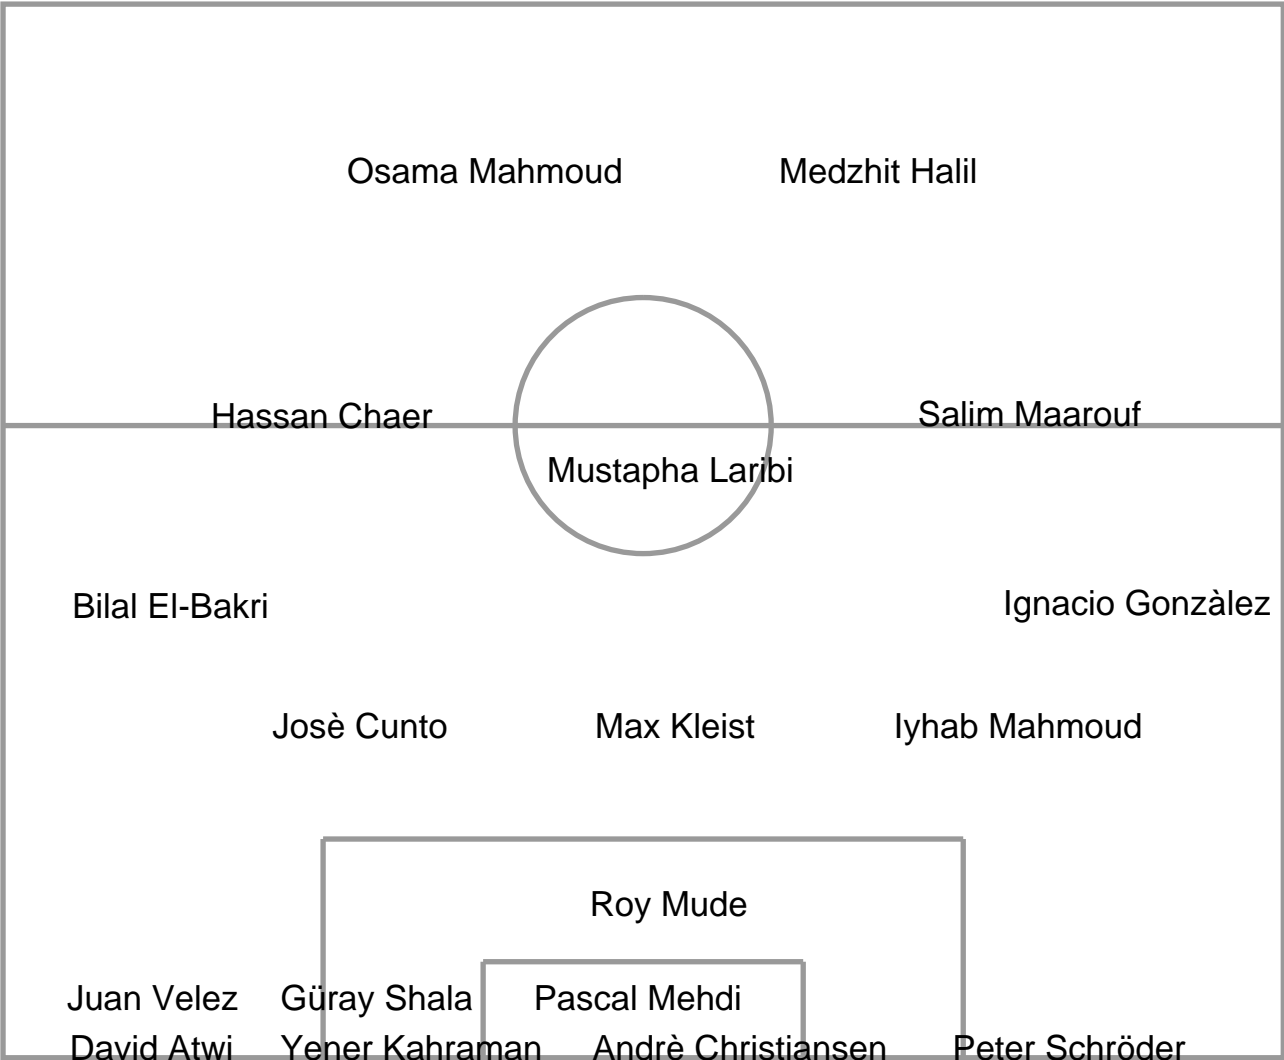 Osama Mahmoud Medzhit Halil
Hassan Chaer Salim Maarouf
Mustapha Laribi
Bilal El-Bakri Ignacio Gonzàlez
Josè Cunto Max Kleist Iyhab Mahmoud
Roy Mude
Juan Velez Güray Shala Pascal Mehdi
David Atwi Yener Kahraman Andrè Christiansen Peter Schröder